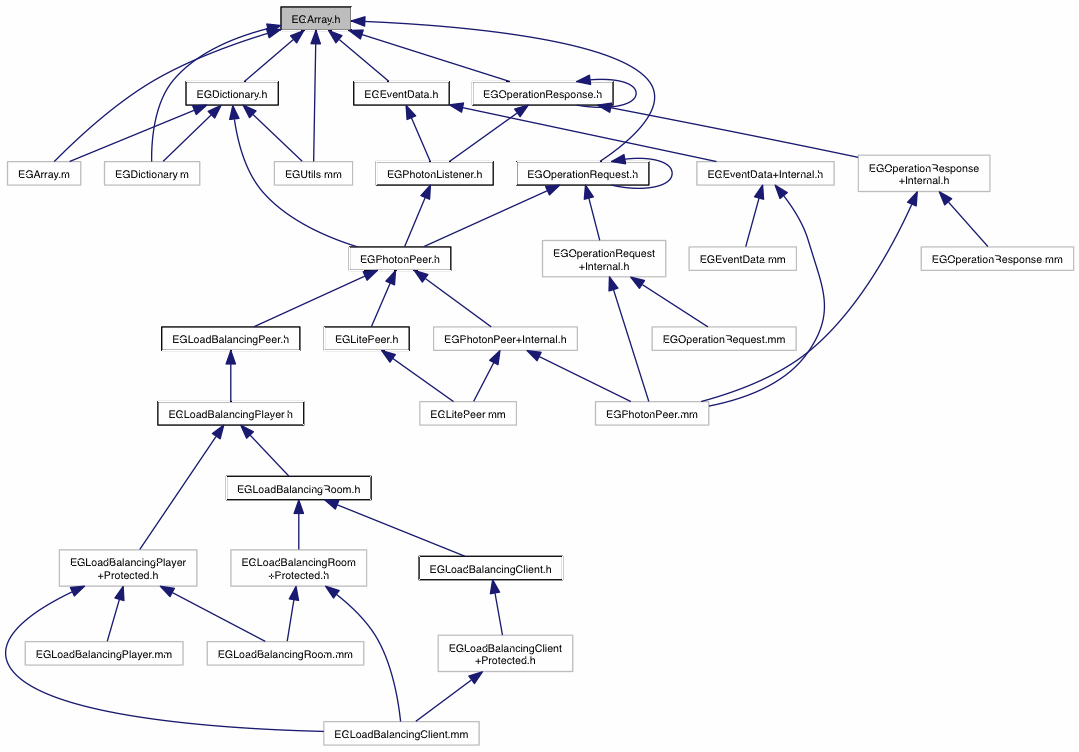 EGArray.h
EGDictionary.h
EGEventData.h
EGOperationResponse.h
EGArray.m
EGDictionary.m
EGUtils.mm
EGPhotonListener.h
EGOperationRequest.h
EGEventData+Internal.h
EGOperationResponse
+Internal.h
EGPhotonPeer.h
EGOperationRequest
+Internal.h
EGEventData.mm
EGOperationResponse.mm
EGLoadBalancingPeer.h
EGLitePeer.h
EGPhotonPeer+Internal.h
EGOperationRequest.mm
EGLoadBalancingPlayer.h
EGLitePeer.mm
EGPhotonPeer.mm
EGLoadBalancingRoom.h
EGLoadBalancingPlayer
+Protected.h
EGLoadBalancingRoom
+Protected.h
EGLoadBalancingClient.h
EGLoadBalancingPlayer.mm
EGLoadBalancingRoom.mm
EGLoadBalancingClient
+Protected.h
EGLoadBalancingClient.mm